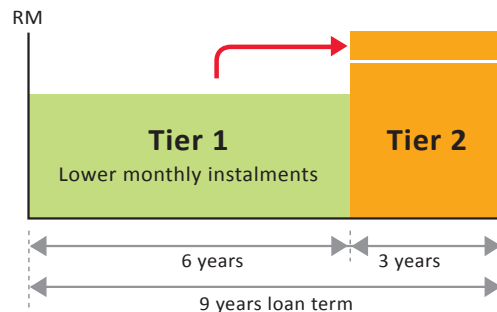 RM
Tier 1
Lower monthly instalments
Tier 2
6 years
3 years
9 years loan term